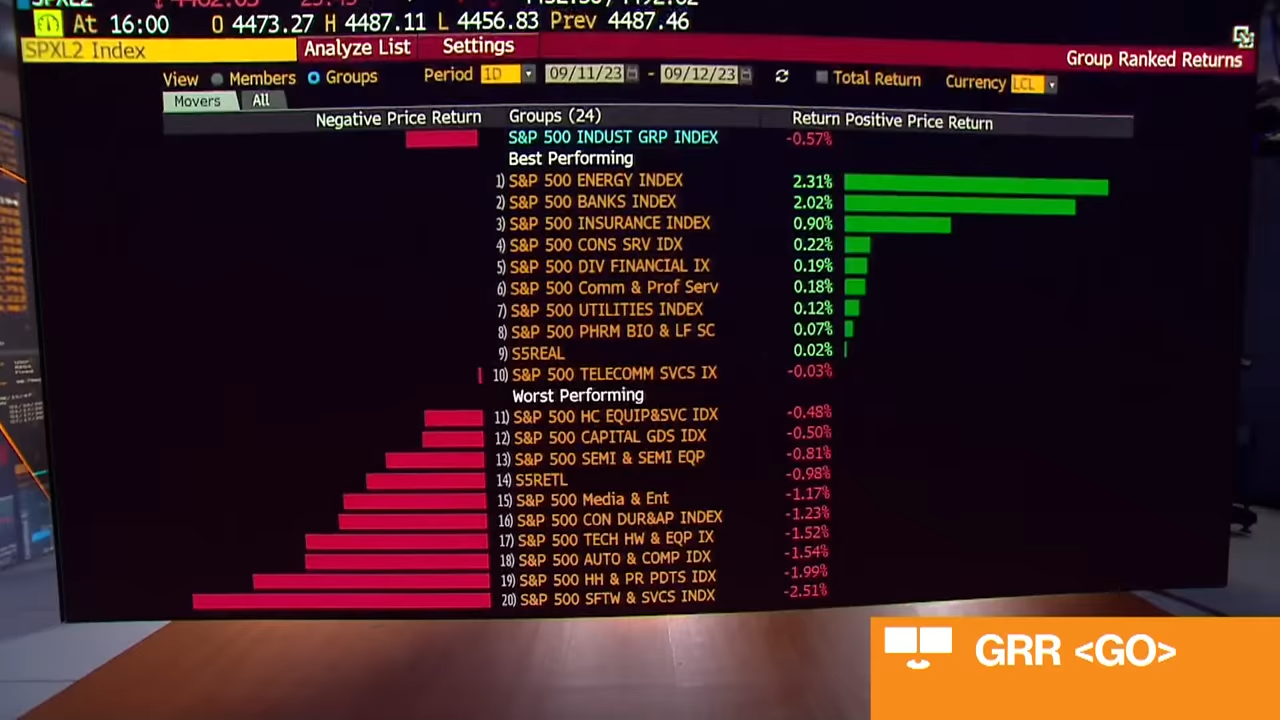 SPXL2
At 16:00 O 4473.27 H 4487.11 L 4456.83 Prev 4487.46
SPXL2 Index Analyze List Settings Group Ranked Returns
View Members Groups Period 1D 09/11/23 - 09/12/23 Total Return Currency LCL
Movers All
Negative Price Return Groups (24) Return Positive Price Return
S&P 500 INDUST GRP INDEX -0.57%
Best Performing
1) S&P 500 ENERGY INDEX 2.31%
2) S&P 500 BANKS INDEX 2.02%
3) S&P 500 INSURANCE INDEX 0.90%
4) S&P 500 CONS SRV IDX 0.22%
5) S&P 500 DIV FINANCIAL IX 0.19%
6) S&P 500 Comm & Prof Serv 0.18%
7) S&P 500 UTILITIES INDEX 0.12%
8) S&P 500 PHRM BIO & LF SC 0.07%
9) S5REAL 0.02%
10) S&P 500 TELECOMM SVCS IX -0.03%
Worst Performing
11) S&P 500 HC EQUIP&SVC IDX -0.48%
12) S&P 500 CAPITAL GDS IDX -0.50%
13) S&P 500 SEMI & SEMI EQP -0.81%
14) S5RETL -0.98%
15) S&P 500 Media & Ent -1.17%
16) S&P 500 CON DUR&AP INDEX -1.23%
17) S&P 500 TECH HW & EQP IX -1.52%
18) S&P 500 AUTO & COMP IDX -1.54%
19) S&P 500 HH & PR PDTS IDX -1.99%
20) S&P 500 SFTW & SVCS INDX -2.51%
GRR <GO>